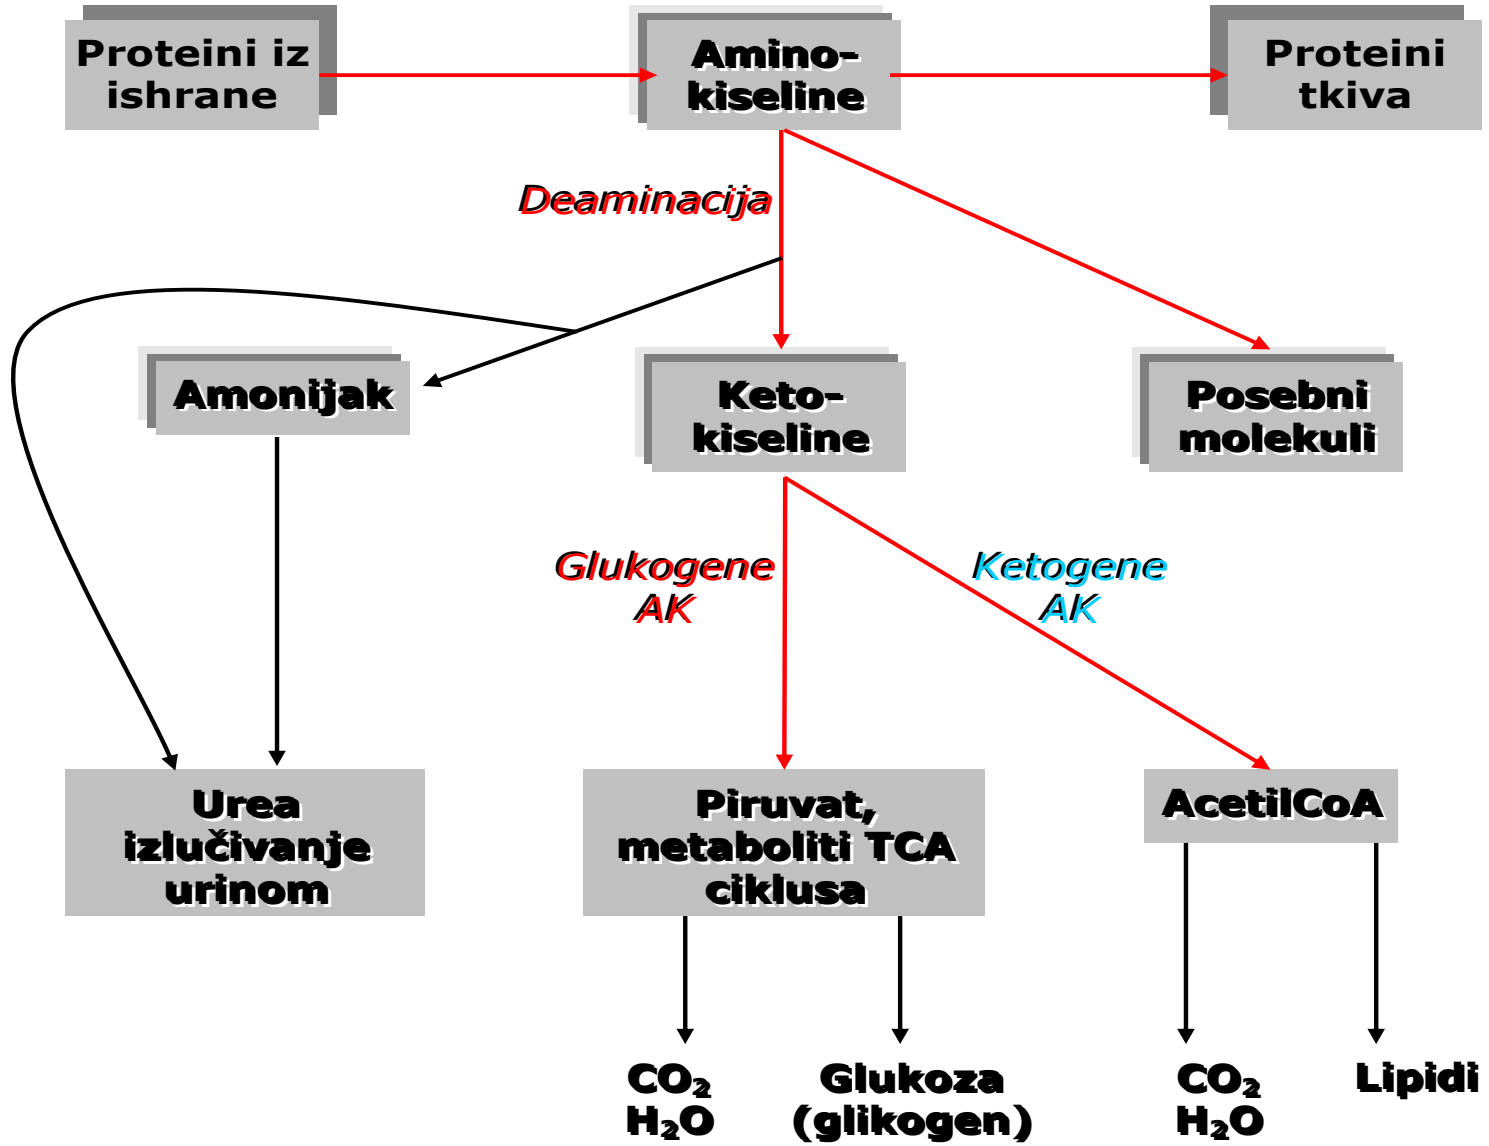 Proteini iz
ishrane
Amino-
kiseline
Proteini
tkiva
Deaminacija
Amonijak
Keto-
kiseline
Posebni
molekuli
Glukogene
AK
Ketogene
AK
Urea
izlučivanje
urinom
Piruvat,
metaboliti TCA
ciklusa
AcetilCoA
CO₂
H₂O
Glukoza
(glikogen)
CO₂
H₂O
Lipidi